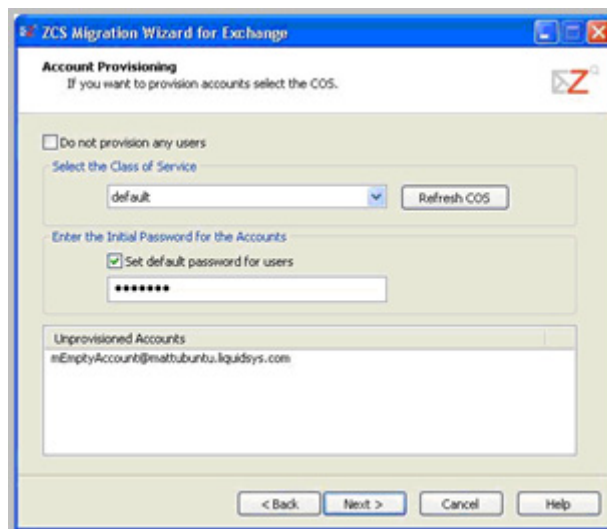 ZCS Migration Wizard for Exchange
Account Provisioning
If you want to provision accounts select the COS.
Z
Do not provision any users
Select the Class of Service
default
Refresh COS
Enter the Initial Password for the Accounts
Set default password for users
•••••••
Unprovisioned Accounts
mEmptyAccount@mattubuntu.liquidsys.com
< Back
Next >
Cancel
Help